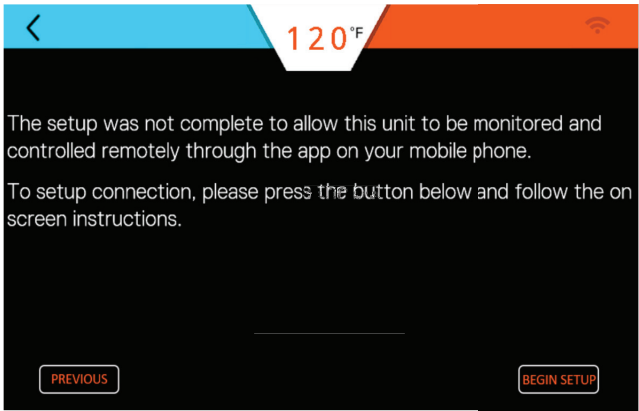 120°F
The setup was not complete to allow this unit to be monitored and
controlled remotely through the app on your mobile phone.
To setup connection, please press the button below and follow the on
screen instructions.
PREVIOUS
BEGIN SETUP